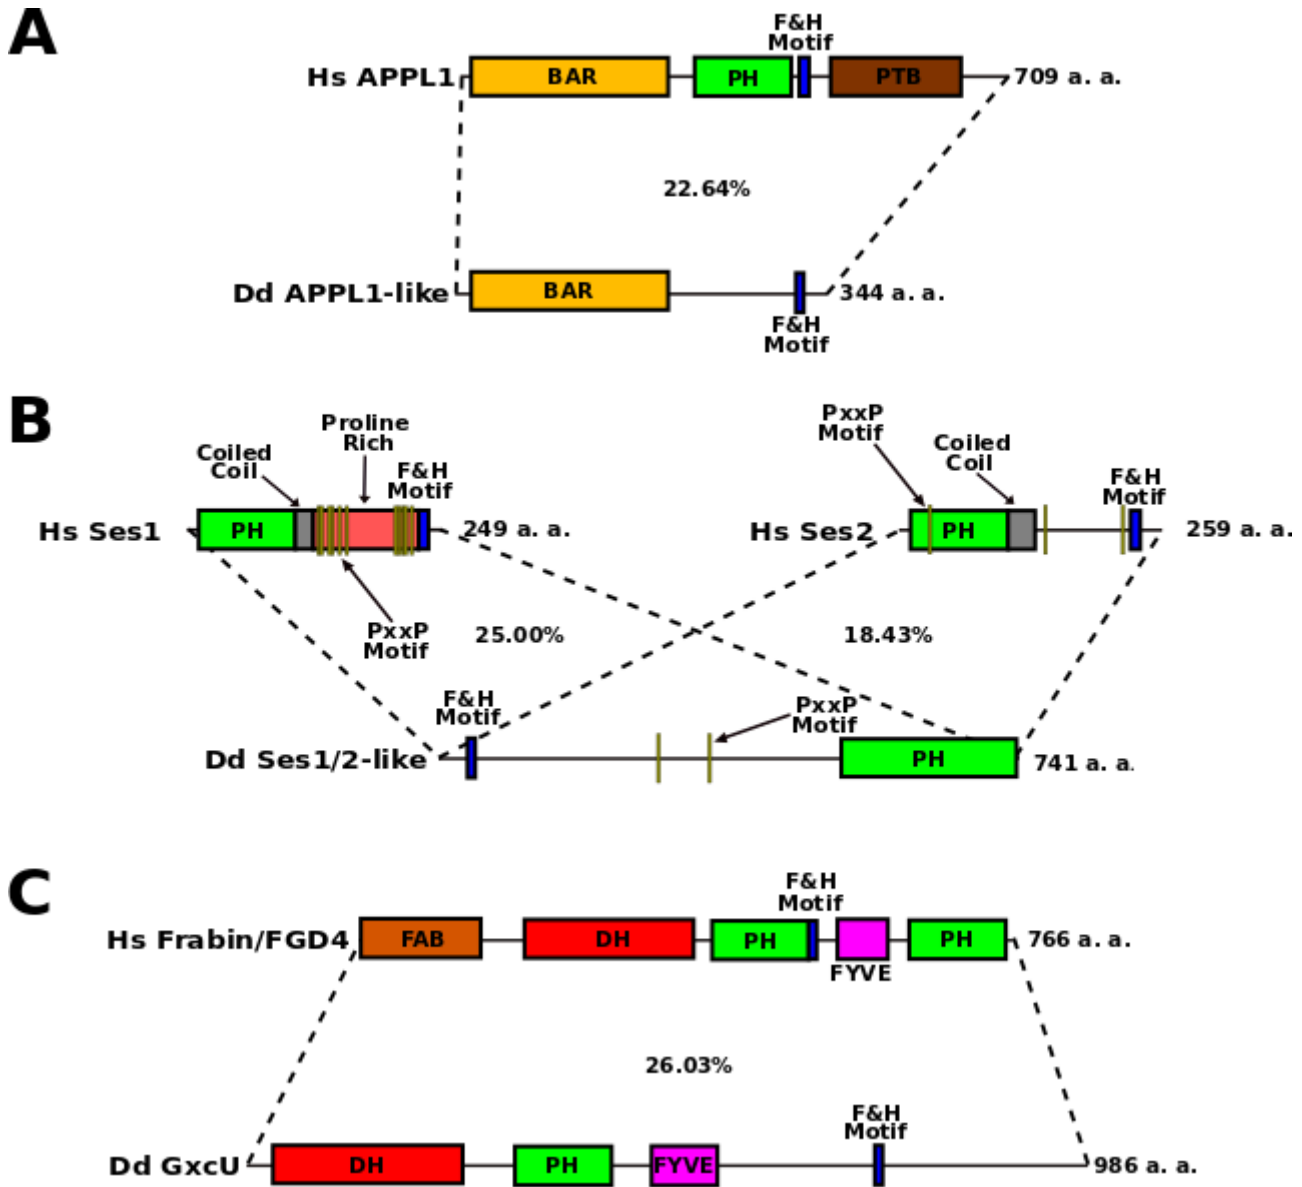 A
F&H
Motif
Hs APPL1
BAR
PH
PTB
709 a. a.
22.64%
Dd APPL1-like
BAR
344 a. a.
F&H
Motif
B
Coiled
Coil
Proline
Rich
F&H
Motif
PxxP
Motif
Coiled
Coil
F&H
Motif
Hs Ses1
PH
249 a. a.
Hs Ses2
PH
259 a. a.
PxxP
Motif
25.00%
18.43%
F&H
Motif
PxxP
Motif
Dd Ses1/2-like
PH
741 a. a.
C
F&H
Motif
Hs Frabin/FGD4
FAB
DH
PH
FYVE
PH
766 a. a.
26.03%
F&H
Motif
Dd GxcU
DH
PH
FYVE
986 a. a.